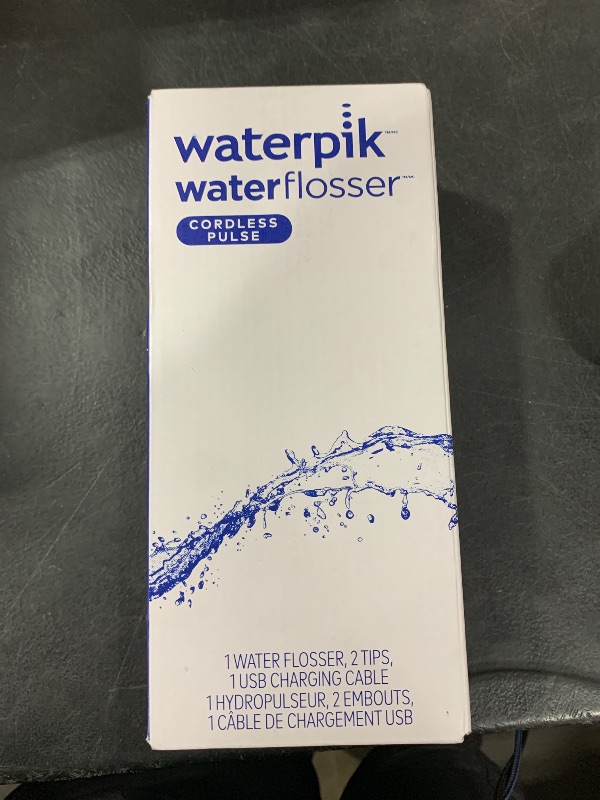 waterpik
waterflosser
CORDLESS
PULSE
1 WATER FLOSSER, 2 TIPS,
1 USB CHARGING CABLE
1 HYDROPULSEUR, 2 EMBOUTS,
1 CÂBLE DE CHARGEMENT USB